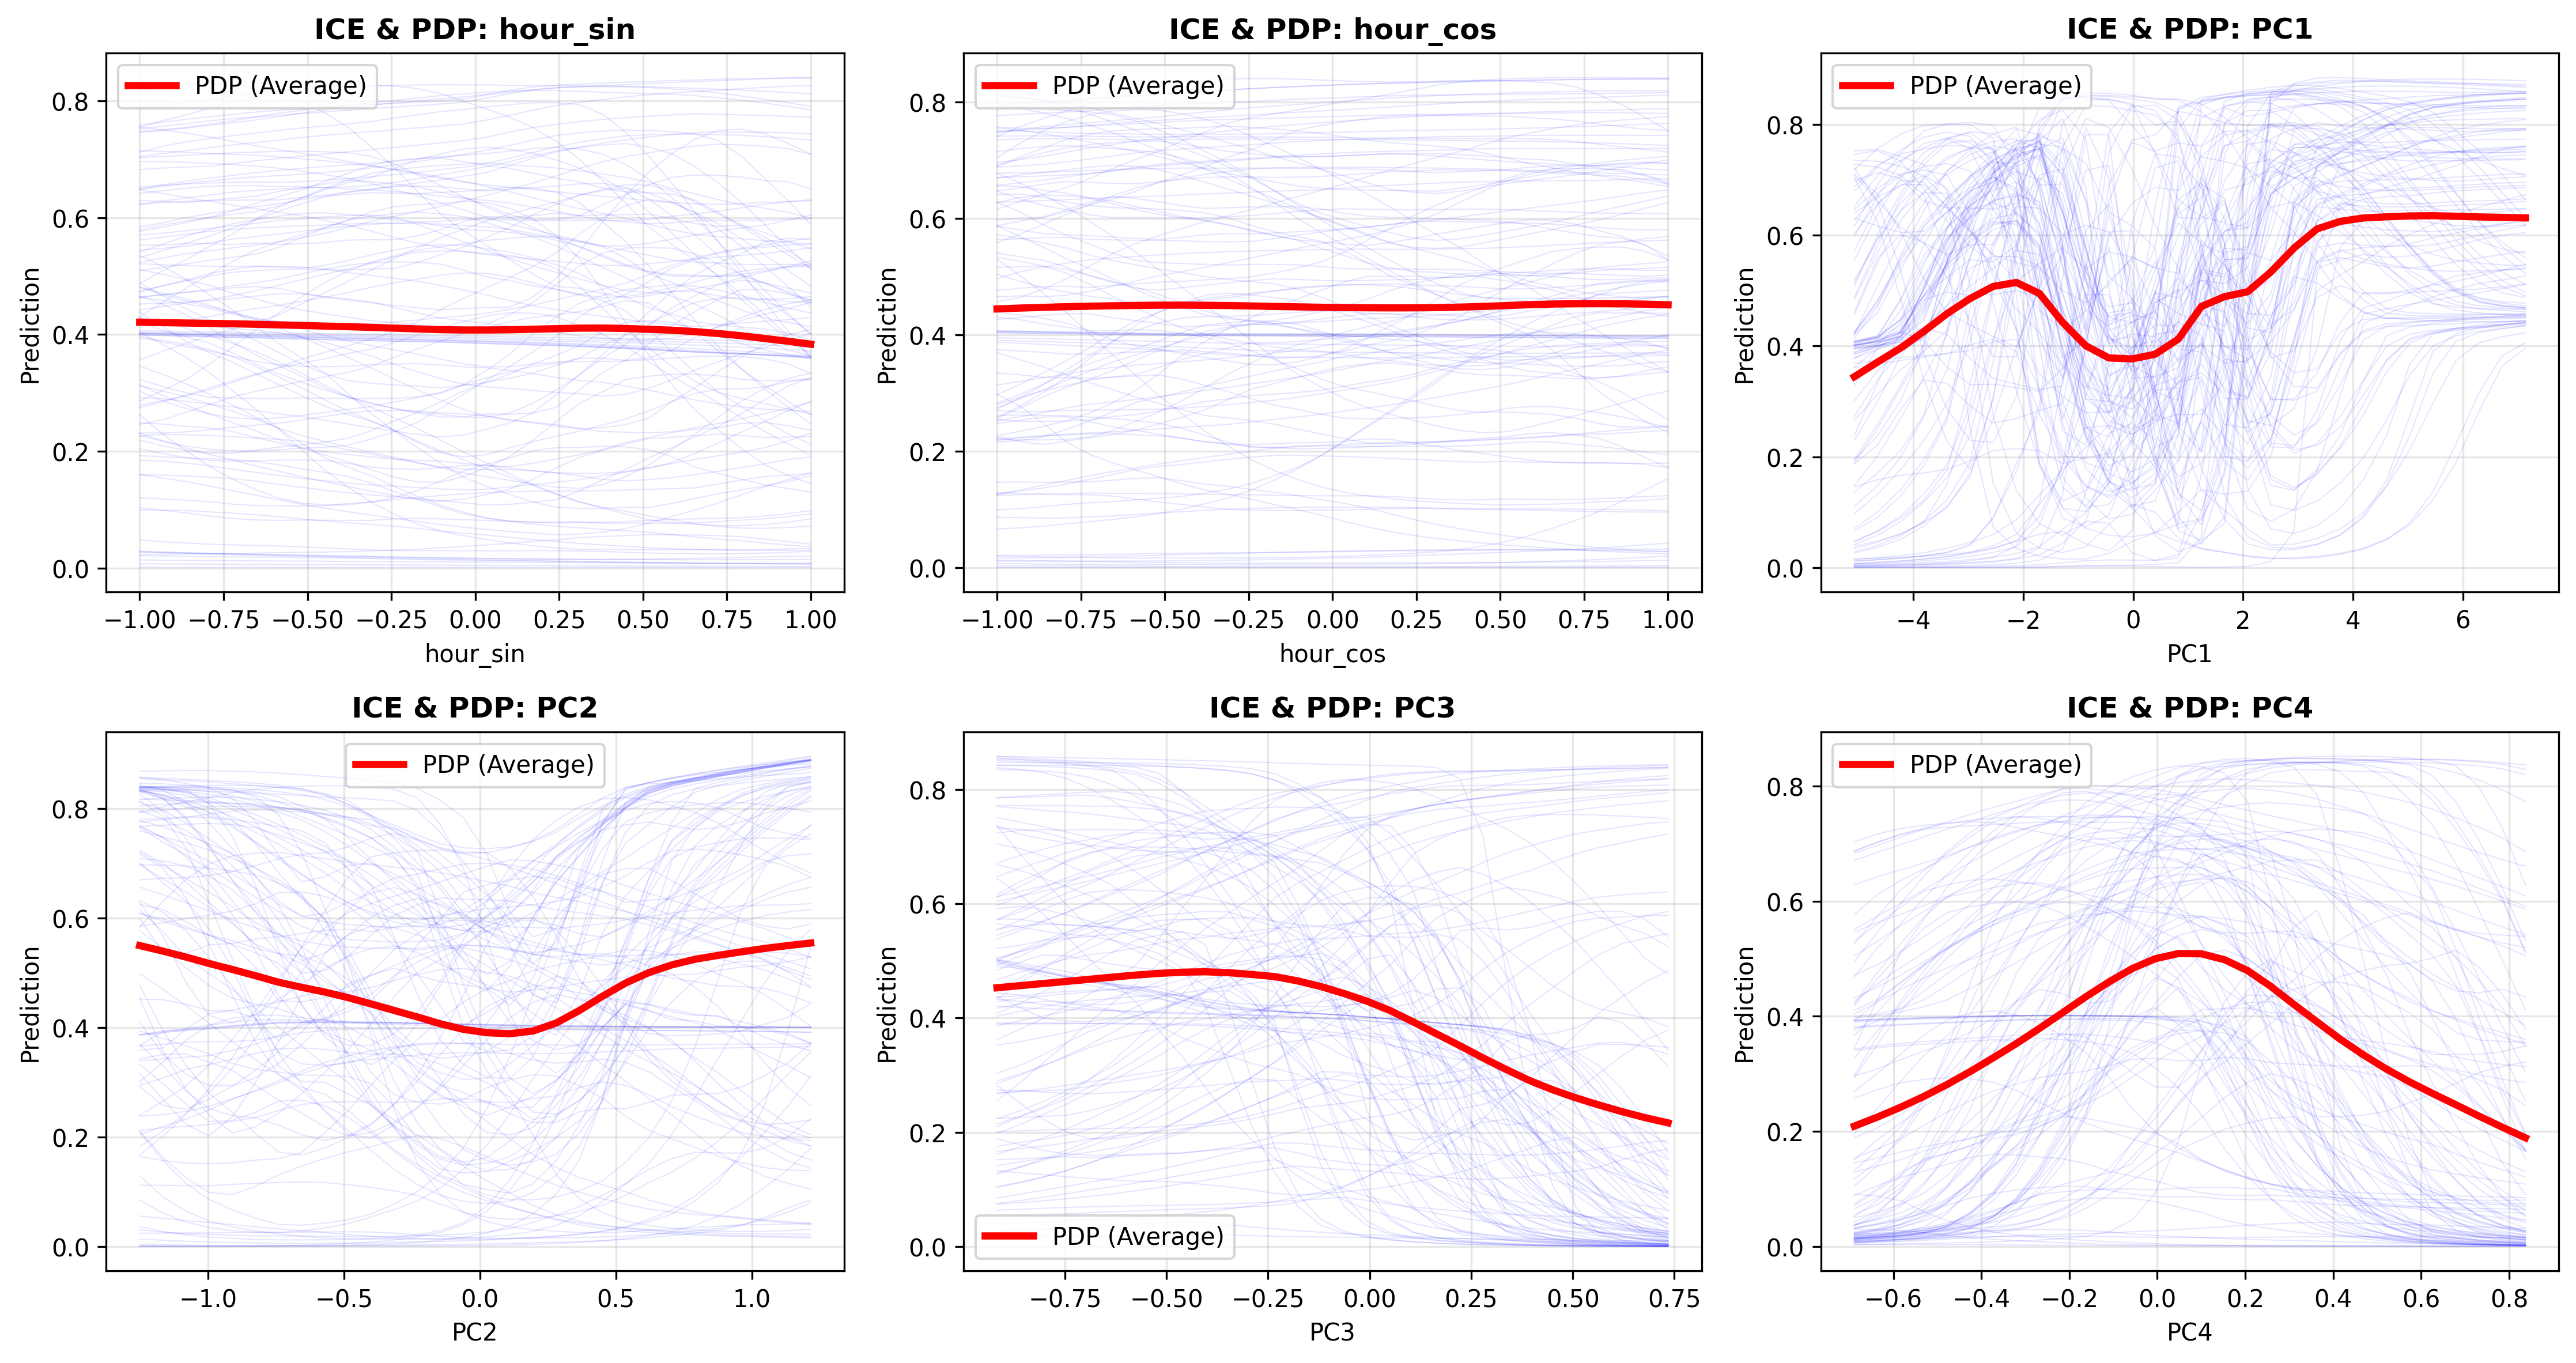 ICE & PDP: hour_sin
PDP (Average)
Prediction
0.8
0.6
0.4
0.2
0.0
−1.00 −0.75 −0.50 −0.25 0.00 0.25 0.50 0.75 1.00
hour_sin
ICE & PDP: hour_cos
PDP (Average)
Prediction
0.8
0.6
0.4
0.2
0.0
−1.00 −0.75 −0.50 −0.25 0.00 0.25 0.50 0.75 1.00
hour_cos
ICE & PDP: PC1
PDP (Average)
Prediction
0.8
0.6
0.4
0.2
0.0
−4 −2 0 2 4 6
PC1
ICE & PDP: PC2
PDP (Average)
Prediction
0.8
0.6
0.4
0.2
0.0
−1.0 −0.5 0.0 0.5 1.0
PC2
ICE & PDP: PC3
Prediction
0.8
0.6
0.4
0.2
0.0
PDP (Average)
−0.75 −0.50 −0.25 0.00 0.25 0.50 0.75
PC3
ICE & PDP: PC4
PDP (Average)
Prediction
0.8
0.6
0.4
0.2
0.0
−0.6 −0.4 −0.2 0.0 0.2 0.4 0.6 0.8
PC4